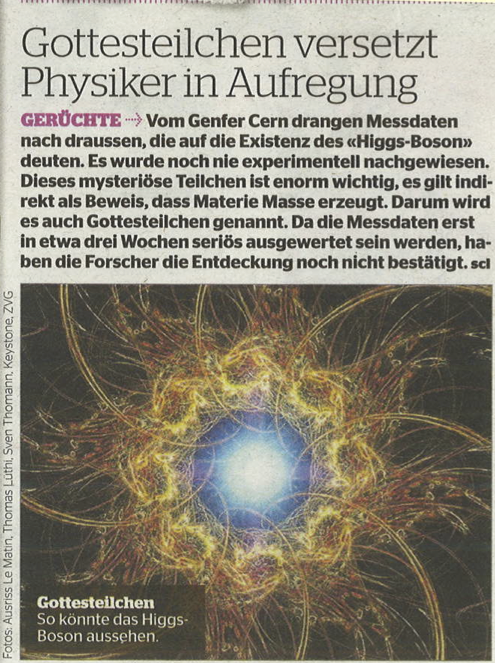 Gottesteilchen versetzt
Physiker in Aufregung
GERÜCHTE ···> Vom Genfer Cern drangen Messdaten
nach draussen, die auf die Existenz des «Higgs-Boson»
deuten. Es wurde noch nie experimentell nachgewiesen.
Dieses mysteriöse Teilchen ist enorm wichtig, es gilt indi-
rekt als Beweis, dass Materie Masse erzeugt. Darum wird
es auch Gottesteilchen genannt. Da die Messdaten erst
in etwa drei Wochen seriös ausgewertet sein werden, ha-
ben die Forscher die Entdeckung noch nicht bestätigt. scl
Fotos: Ausriss Le Matin, Thomas Lüthi, Sven Thomann, Keystone, ZVG
Gottesteilchen
So könnte das Higgs-
Boson aussehen.